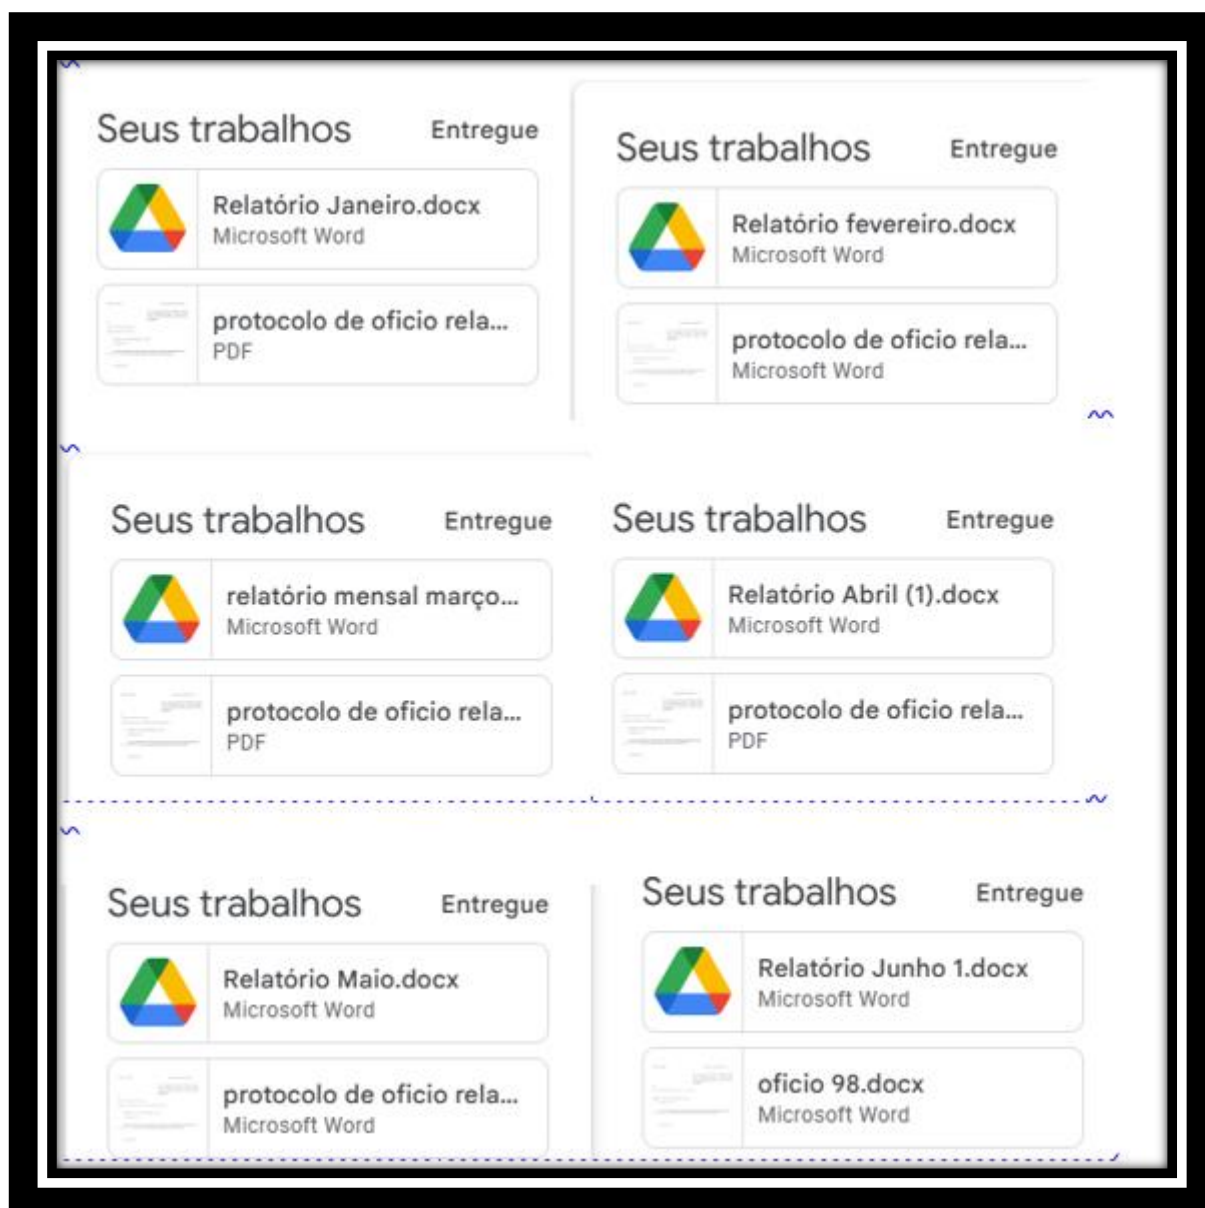 Seus trabalhos Entregue
Relatório Janeiro.docx
Microsoft Word
protocolo de oficio rela...
PDF
Seus trabalhos Entregue
Relatório fevereiro.docx
Microsoft Word
protocolo de oficio rela...
Microsoft Word
Seus trabalhos Entregue
relatório mensal março...
Microsoft Word
protocolo de oficio rela...
PDF
Seus trabalhos Entregue
Relatório Abril (1).docx
Microsoft Word
protocolo de oficio rela...
PDF
Seus trabalhos Entregue
Relatório Maio.docx
Microsoft Word
protocolo de oficio rela...
Microsoft Word
Seus trabalhos Entregue
Relatório Junho 1.docx
Microsoft Word
oficio 98.docx
Microsoft Word